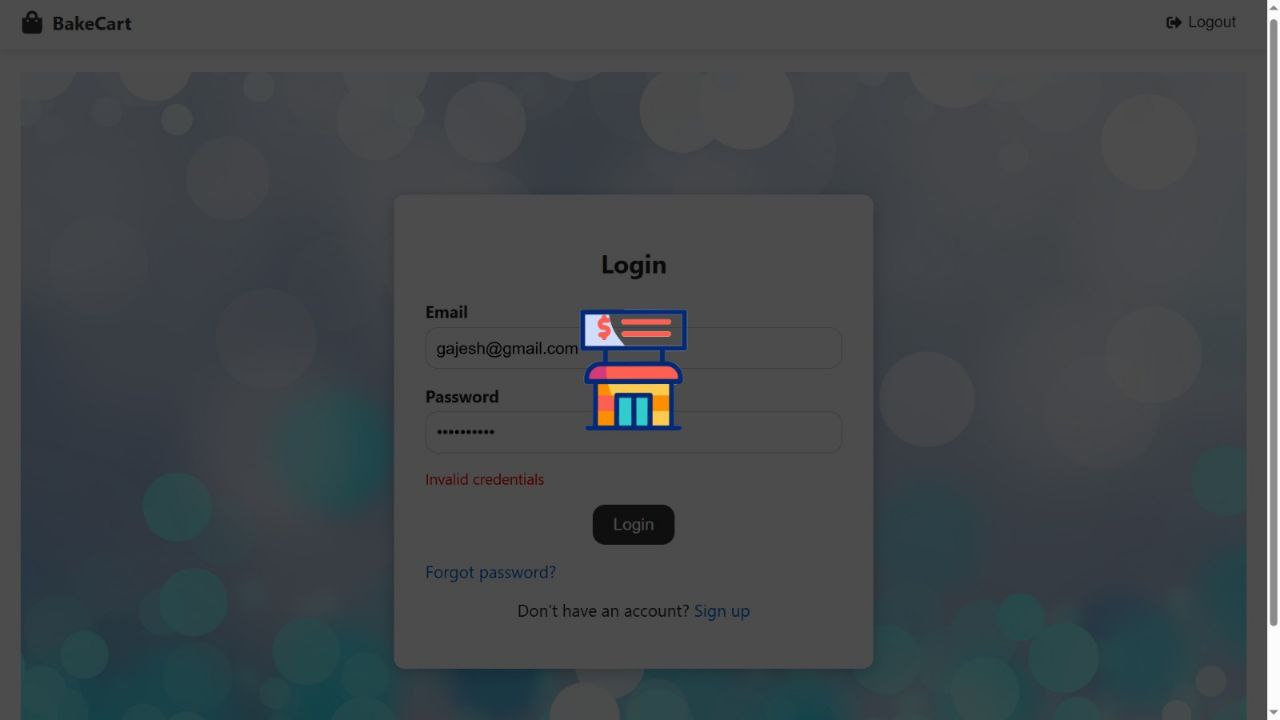 BakeCart
Logout
Login
Email
gajesh@gmail.com
Password
••••••••••
Invalid credentials
Login
Forgot password?
Don't have an account? Sign up